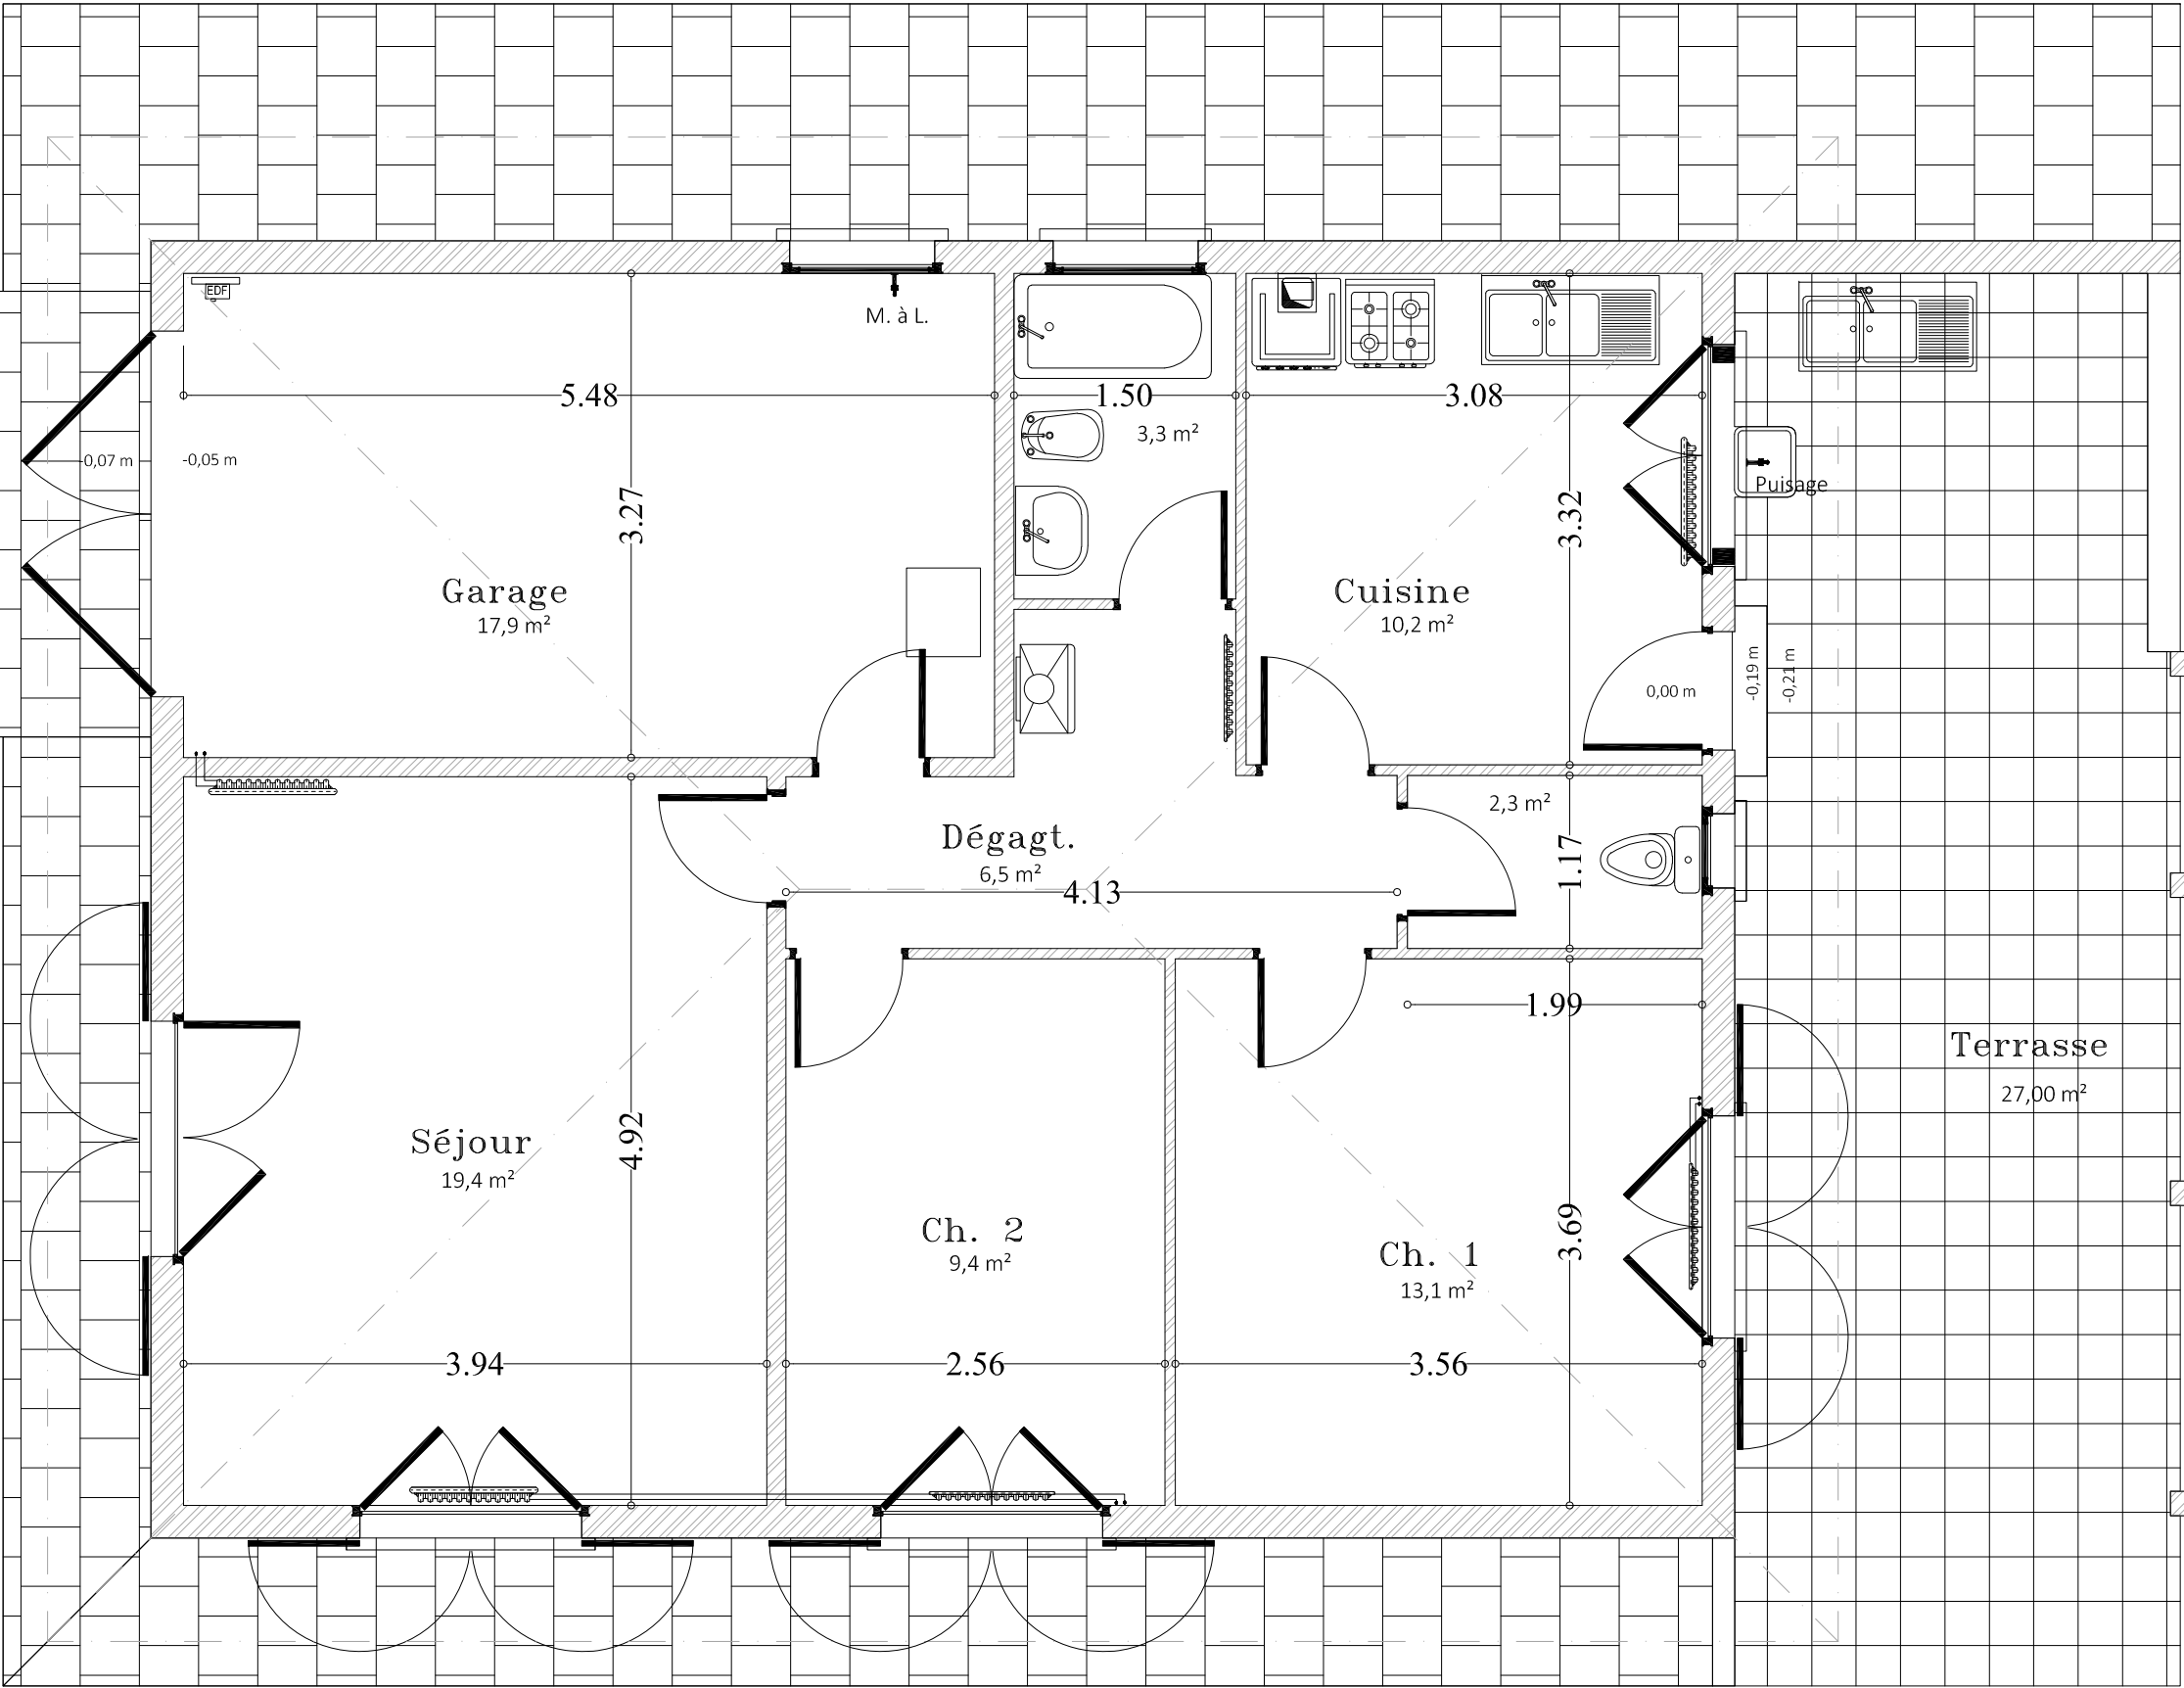 EDF
M. à L.
5.48
1.50
3.08
3,3 m²
-0,07 m
-0,05 m
3.27
3.32
Puisage
Garage
17,9 m²
Cuisine
10,2 m²
0,00 m
-0,19 m
-0,21 m
2,3 m²
Dégagt.
6,5 m²
4.13
1.17
1.99
Terrasse
27,00 m²
Séjour
19,4 m²
4.92
Ch. 2
9,4 m²
Ch. 1
13,1 m²
3.69
3.94
2.56
3.56